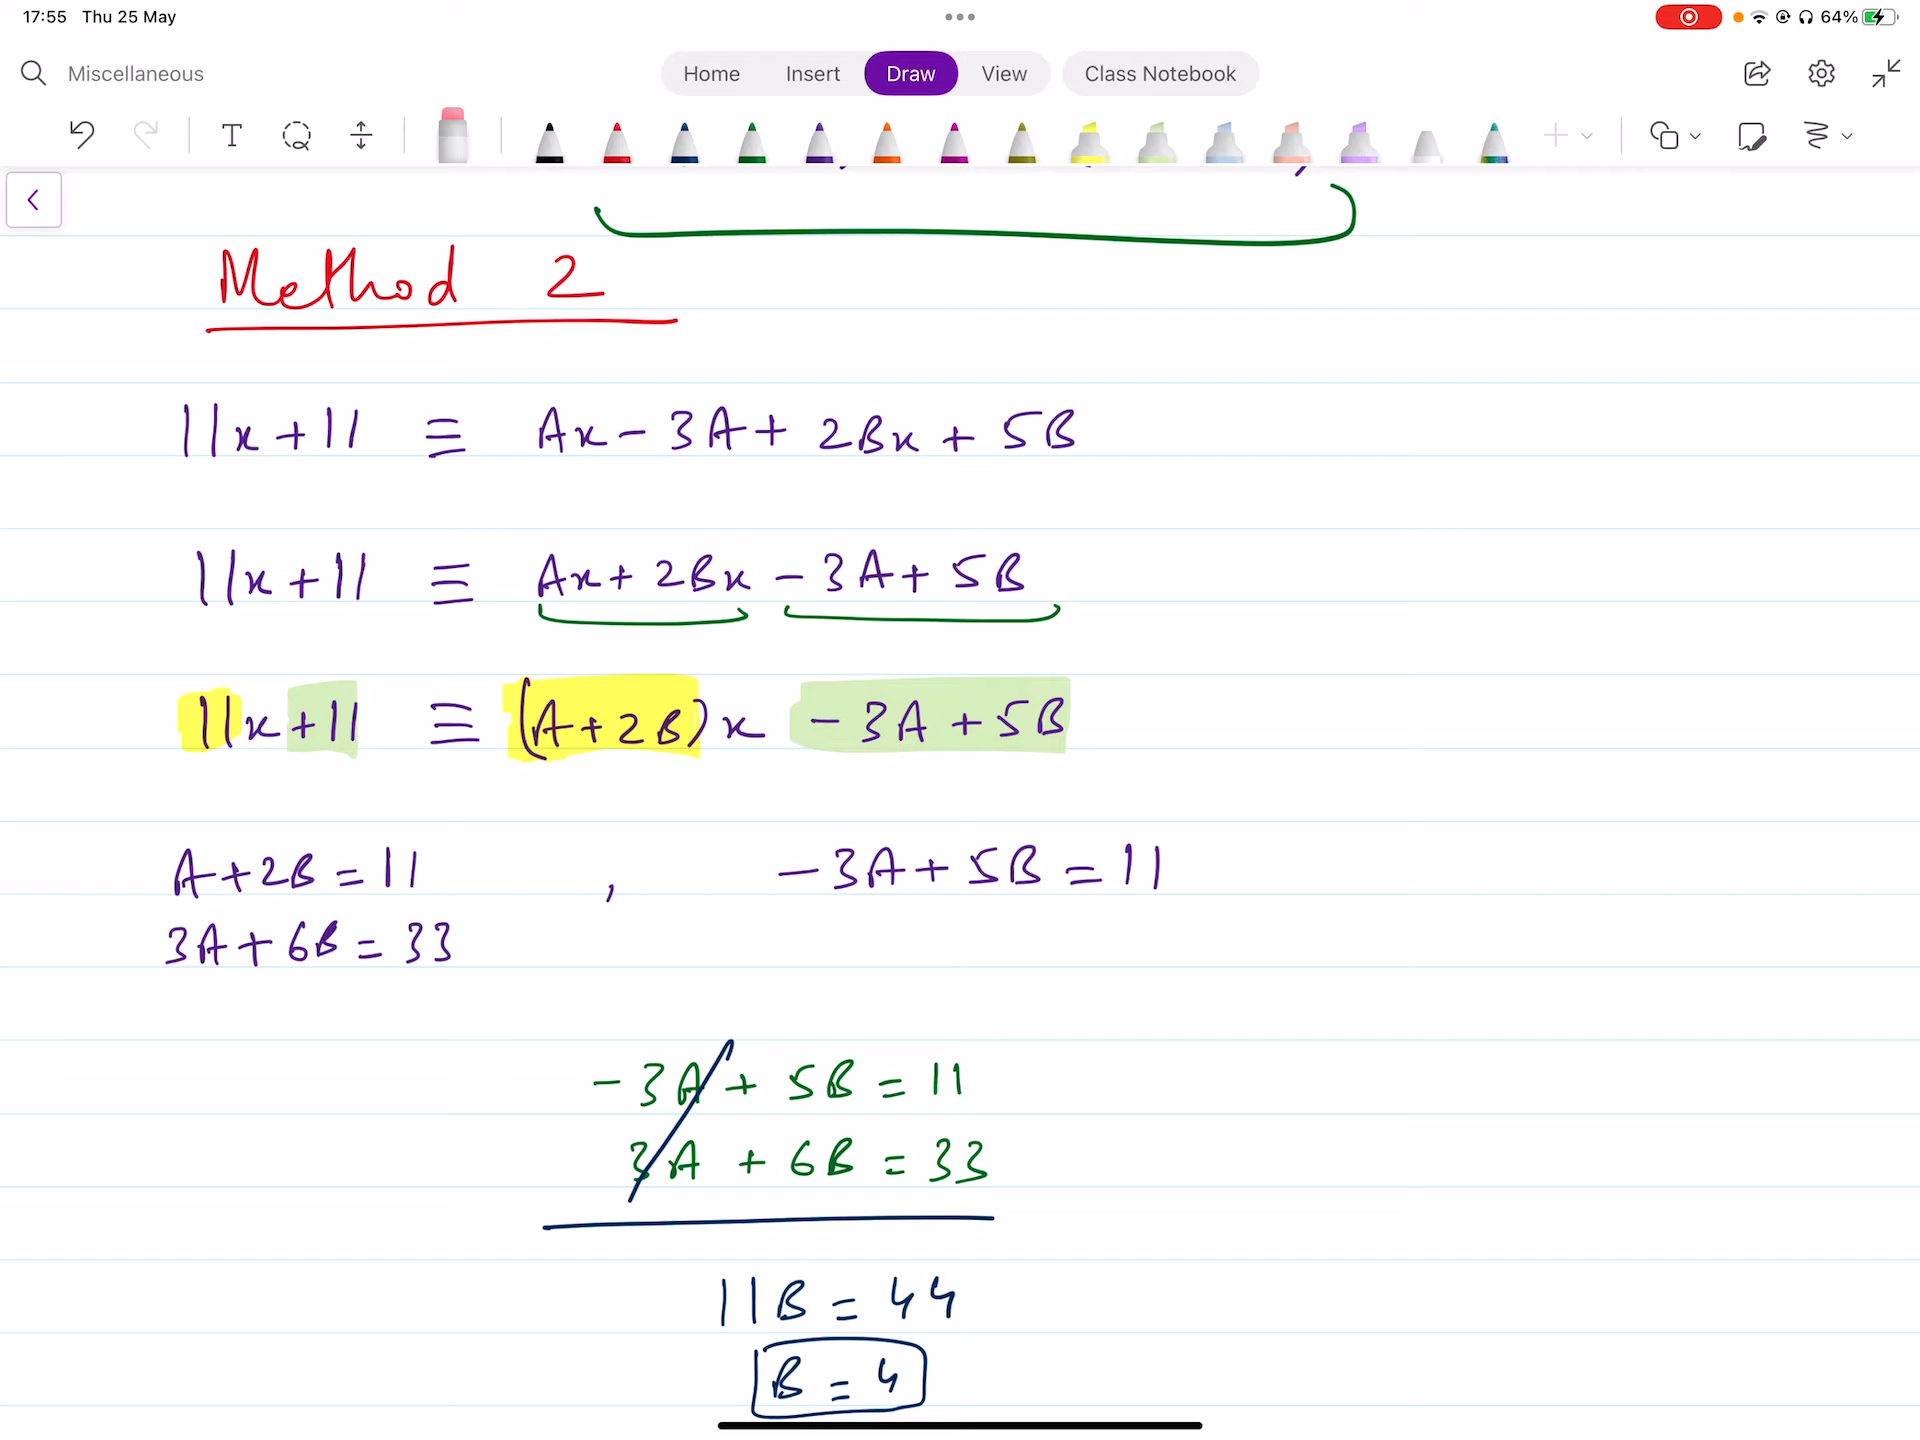 17:55 Thu 25 May
64%
Miscellaneous
Home Insert Draw View Class Notebook
T
Method 2
11x+11 ≡ Ax - 3A + 2Bx + 5B
11x+11 ≡ Ax + 2Bx - 3A + 5B
11x+11 ≡ (A+2B)x - 3A + 5B
A+2B = 11 , -3A + 5B = 11
3A+6B = 33
-3A + 5B = 11
3A + 6B = 33
11B = 44
B = 4